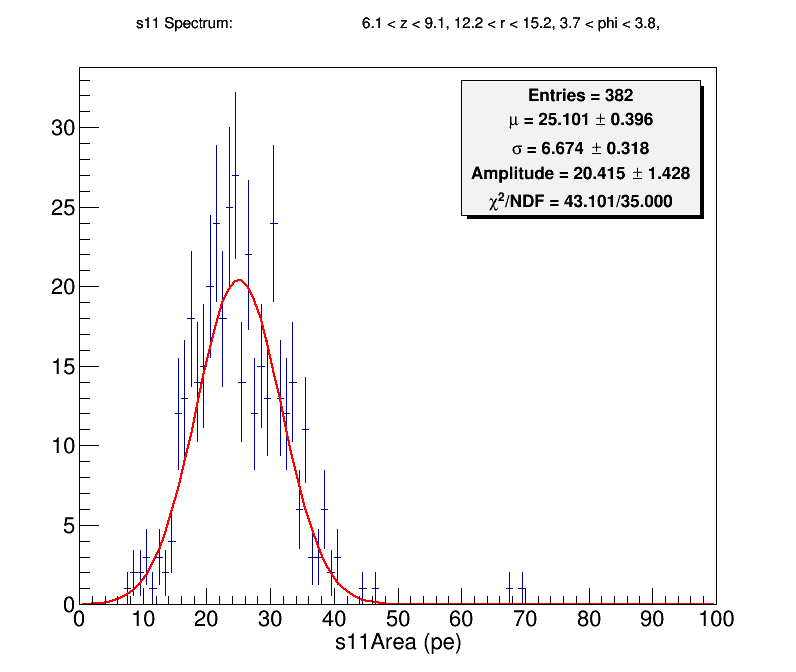 s11 Spectrum: 6.1 < z < 9.1, 12.2 < r < 15.2, 3.7 < phi < 3.8,
Entries = 382
μ = 25.101 ± 0.396
σ = 6.674 ± 0.318
Amplitude = 20.415 ± 1.428
χ²/NDF = 43.101/35.000
30
25
20
15
10
5
0
0 10 20 30 40 50 60 70 80 90 100
s11Area (pe)